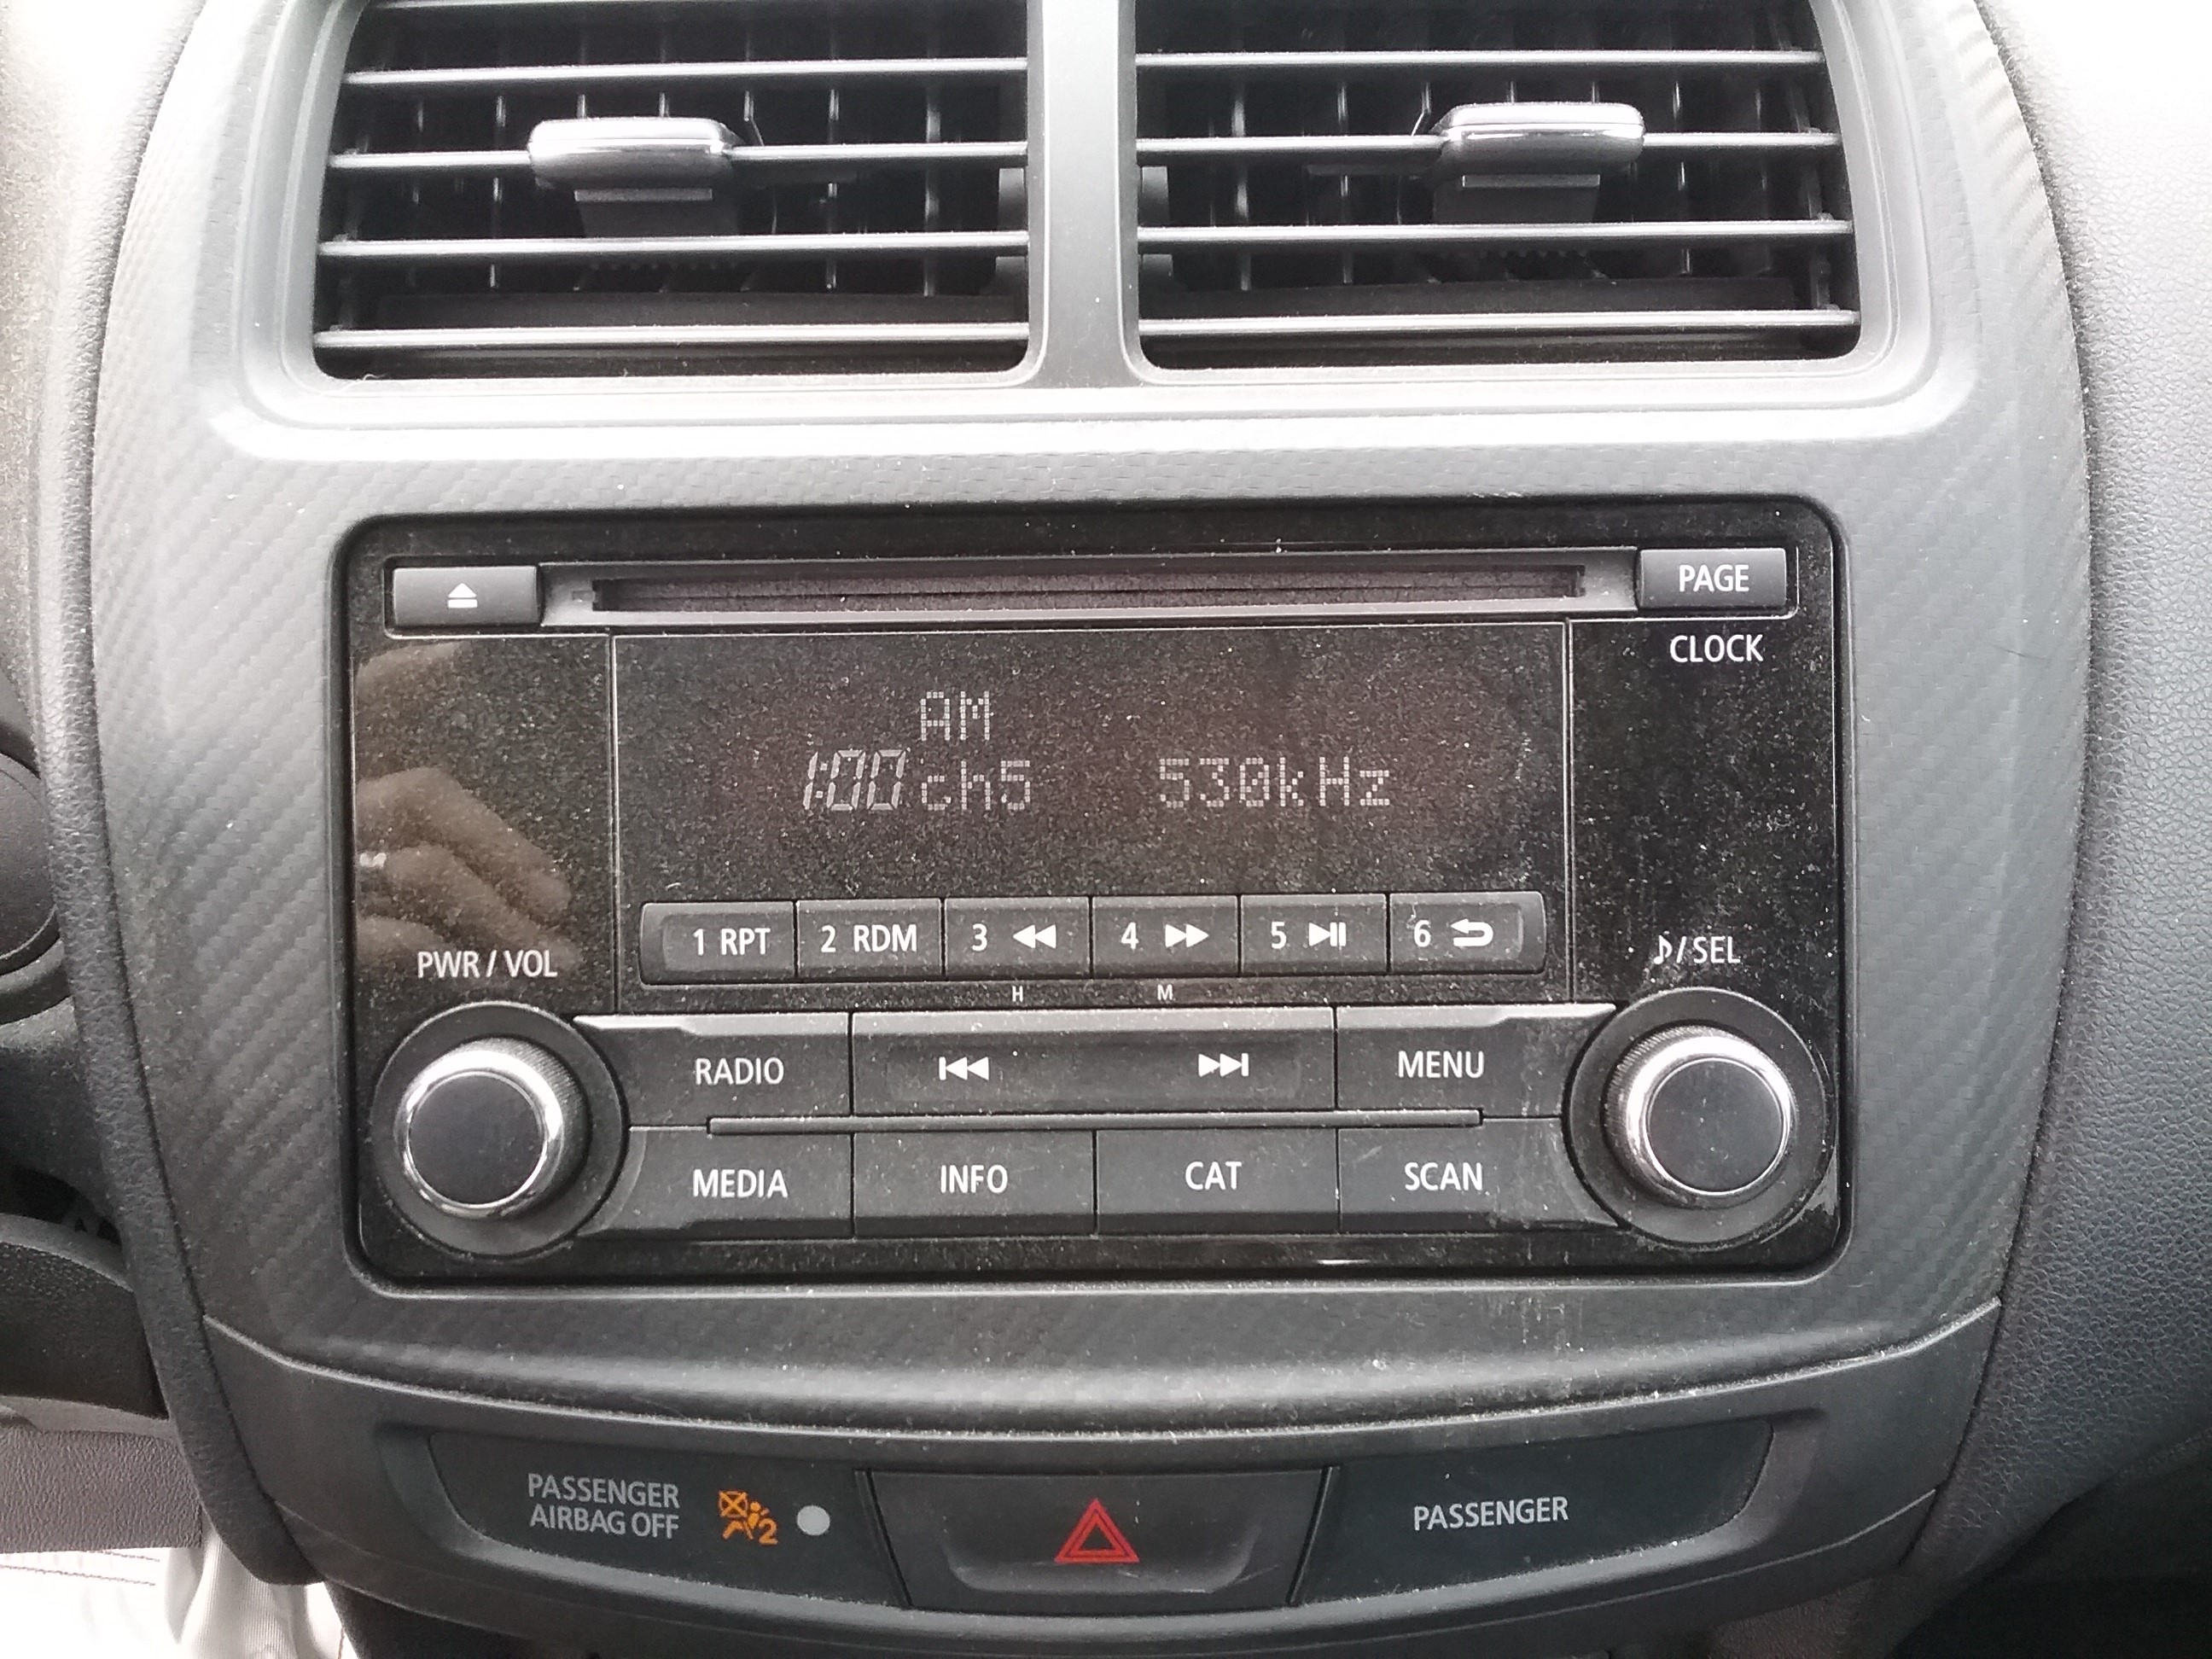 PAGE
CLOCK
AM
1:00 ch5 530kHz
1 RPT 2 RDM 3 4 5 6
H M
PWR / VOL
/ SEL
RADIO MENU
MEDIA INFO CAT SCAN
PASSENGER
AIRBAG OFF
2
PASSENGER